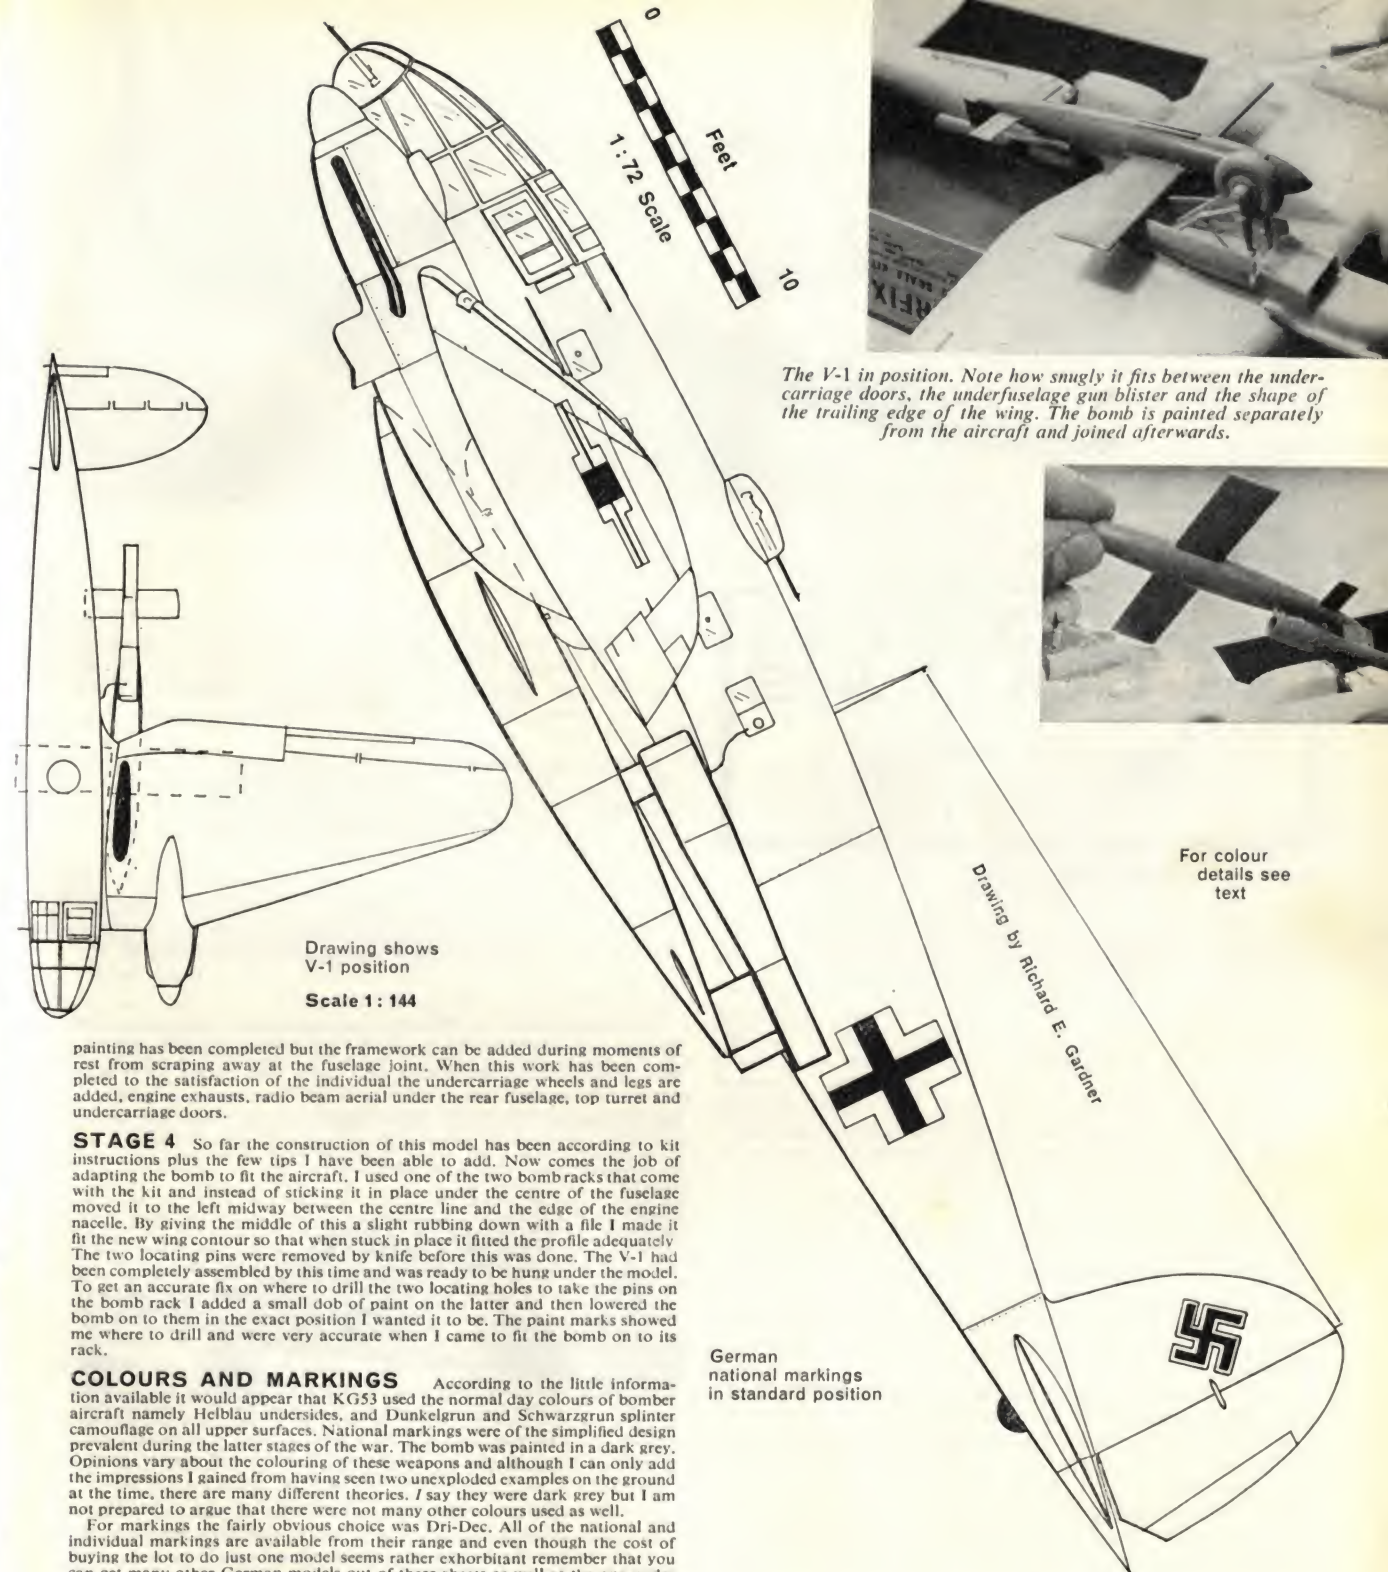 0
Feet
1:72 Scale
10
The V-1 in position. Note how snugly it fits between the under-
carriage doors, the underfuselage gun blister and the shape of
the trailing edge of the wing. The bomb is painted separately
from the aircraft and joined afterwards.
For colour
details see
text
Drawing by Richard E. Gardner
Drawing shows
V-1 position
Scale 1:144
painting has been completed but the framework can be added during moments of
rest from scraping away at the fuselage joint. When this work has been com-
pleted to the satisfaction of the individual the undercarriage wheels and legs are
added, engine exhausts, radio beam aerial under the rear fuselage, top turret and
undercarriage doors.
STAGE 4 So far the construction of this model has been according to kit
instructions plus the few tips I have been able to add. Now comes the job of
adapting the bomb to fit the aircraft. I used one of the two bomb racks that come
with the kit and instead of sticking it in place under the centre of the fuselage
moved it to the left midway between the centre line and the edge of the engine
nacelle. By giving the middle of this a slight rubbing down with a file I made it
fit the new wing contour so that when stuck in place it fitted the profile adequately
The two locating pins were removed by knife before this was done. The V-1 had
been completely assembled by this time and was ready to be hung under the model.
To get an accurate fix on where to drill the two locating holes to take the pins on
the bomb rack I added a small dob of paint on the latter and then lowered the
bomb on to them in the exact position I wanted it to be. The paint marks showed
me where to drill and were very accurate when I came to fit the bomb on to its
rack.
COLOURS AND MARKINGS According to the little informa-
tion available it would appear that KG53 used the normal day colours of bomber
aircraft namely Helblau undersides, and Dunkelgrun and Schwarzgrun splinter
camouflage on all upper surfaces. National markings were of the simplified design
prevalent during the latter stages of the war. The bomb was painted in a dark grey.
Opinions vary about the colouring of these weapons and although I can only add
the impressions I gained from having seen two unexploded examples on the ground
at the time, there are many different theories. I say they were dark grey but I am
not prepared to argue that there were not many other colours used as well.
For markings the fairly obvious choice was Dri-Dec. All of the national and
individual markings are available from their range and even though the cost of
buying the lot to do just one model seems rather exhorbitant remember that you
German
national markings
in standard position